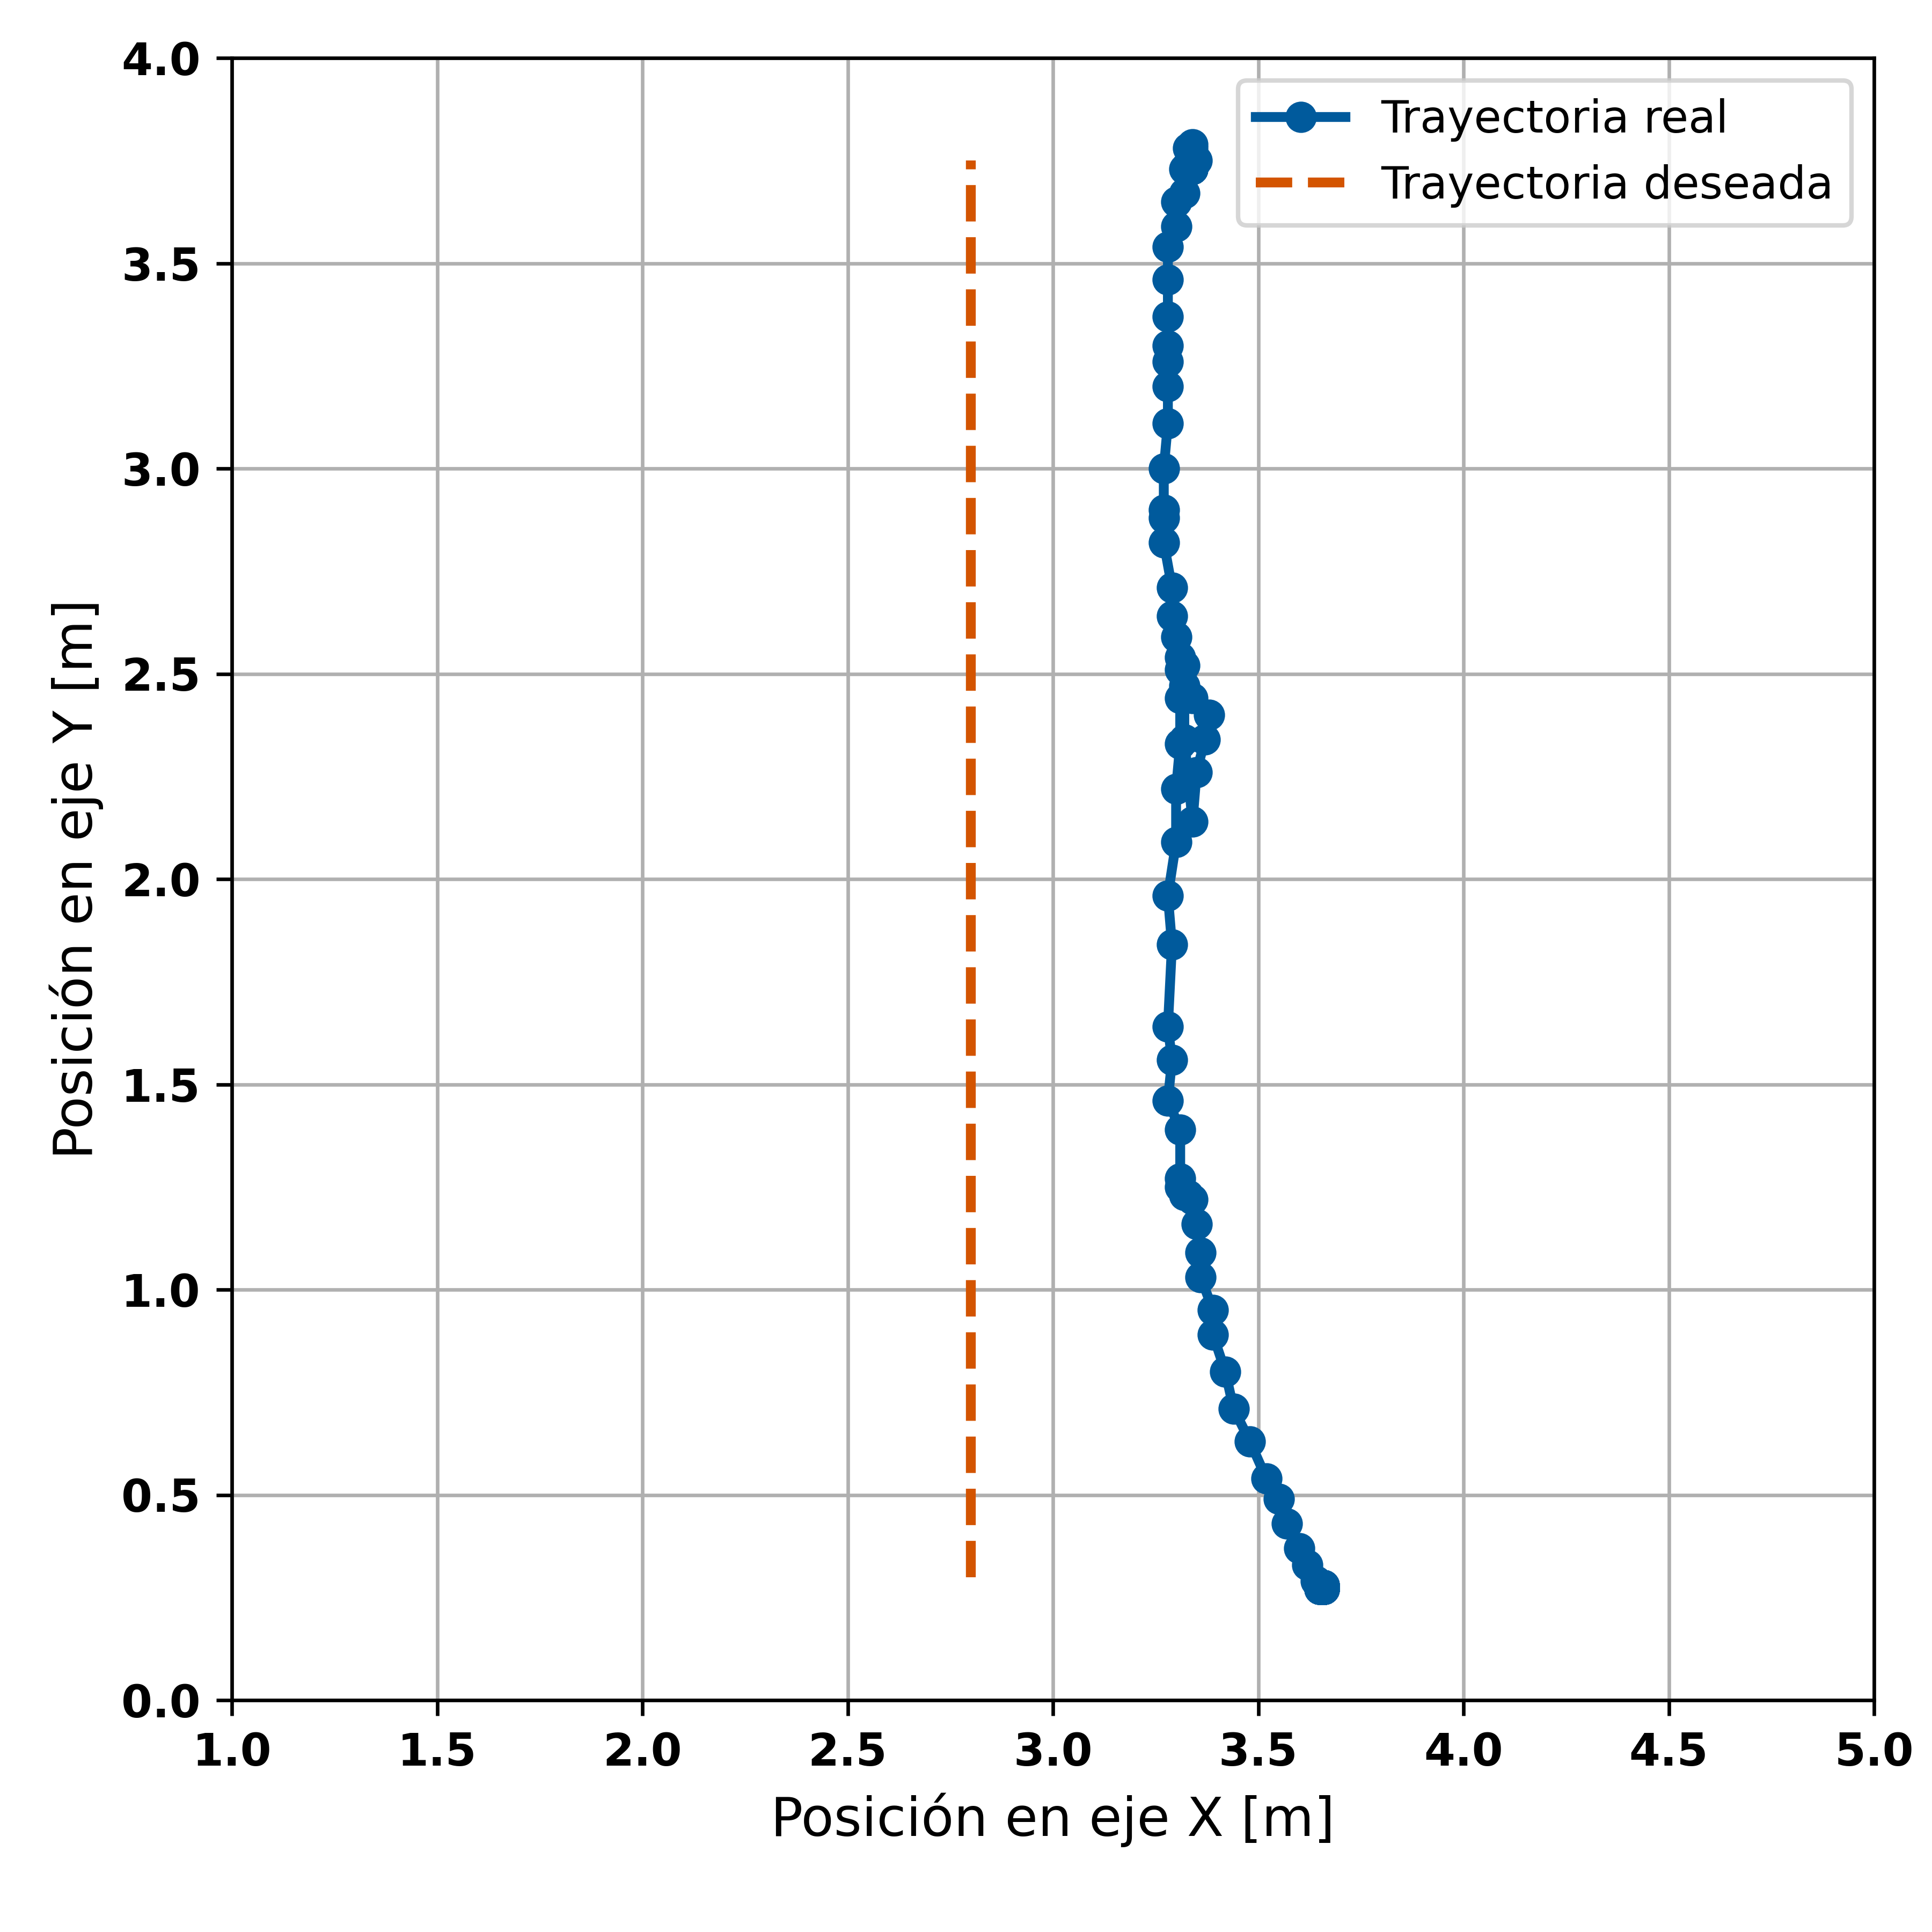 4.0
3.5
3.0
2.5
2.0
1.5
1.0
0.5
0.0
Posición en eje Y [m]
Trayectoria real
Trayectoria deseada
1.0 1.5 2.0 2.5 3.0 3.5 4.0 4.5 5.0
Posición en eje X [m]